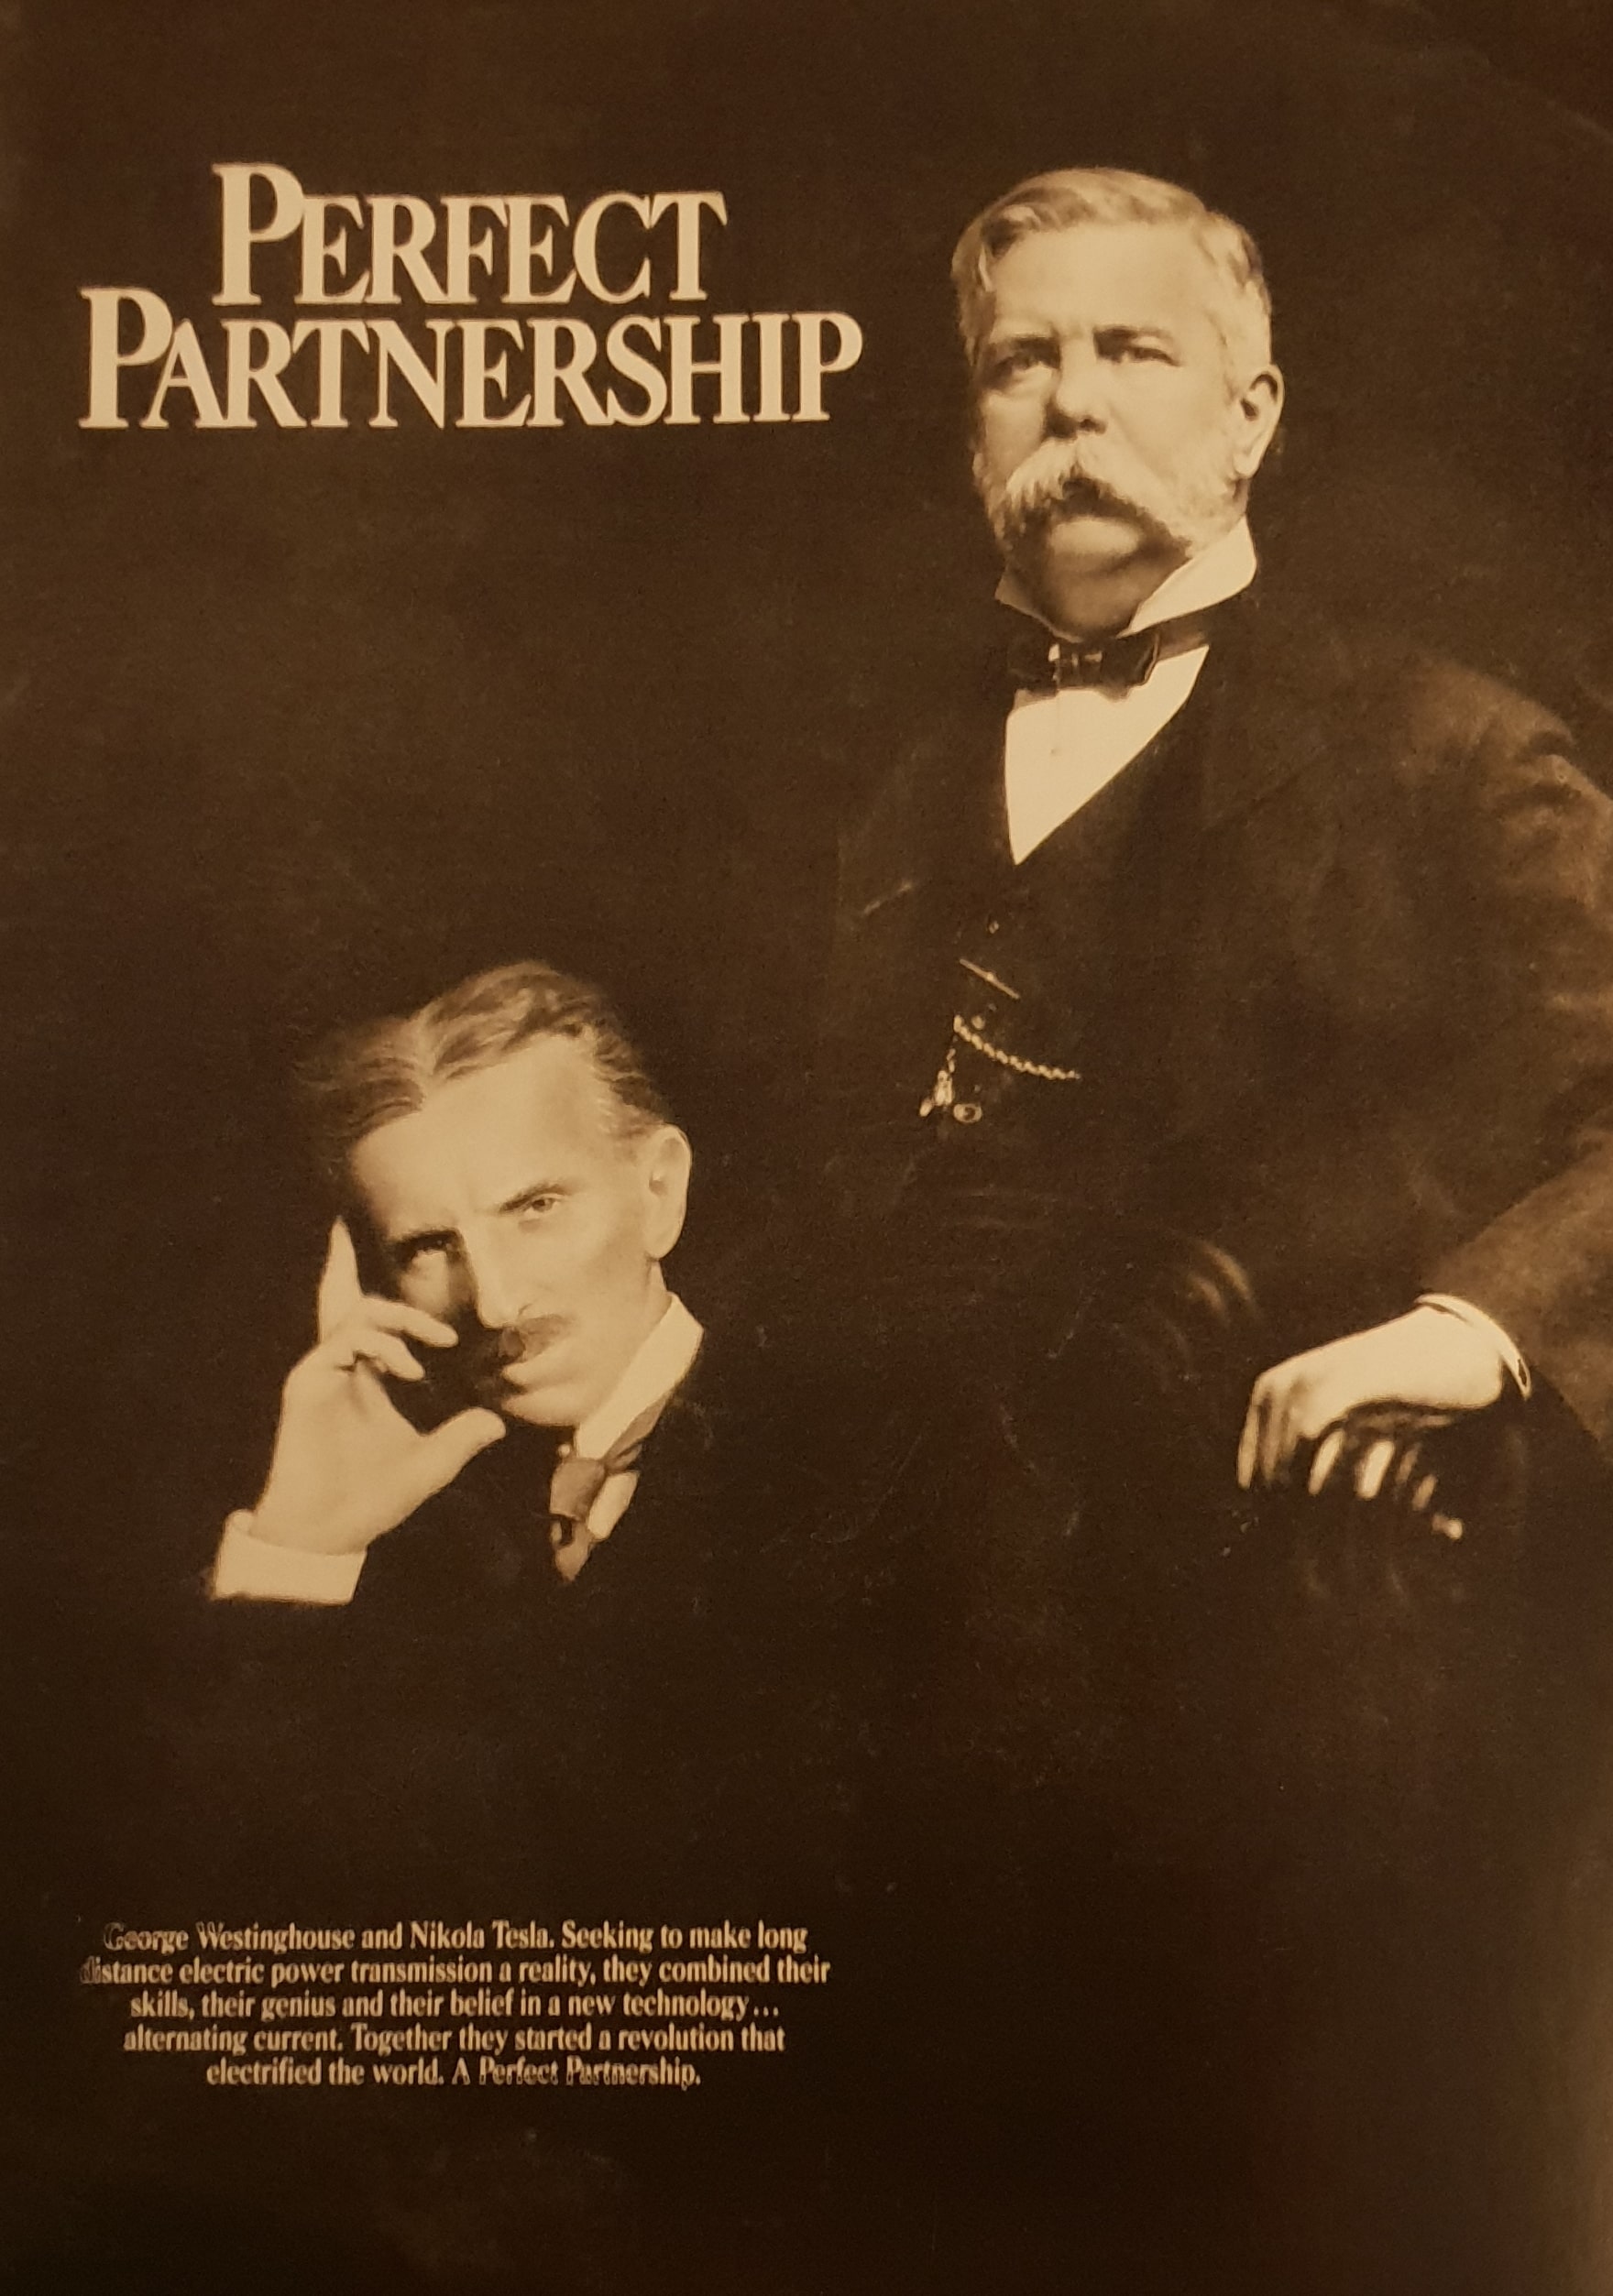 PERFECT
PARTNERSHIP
George Westinghouse and Nikola Tesla. Seeking to make long
distance electric power transmission a reality, they combined their
skills, their genius and their belief in a new technology...
alternating current. Together they started a revolution that
electrified the world. A Perfect Partnership.